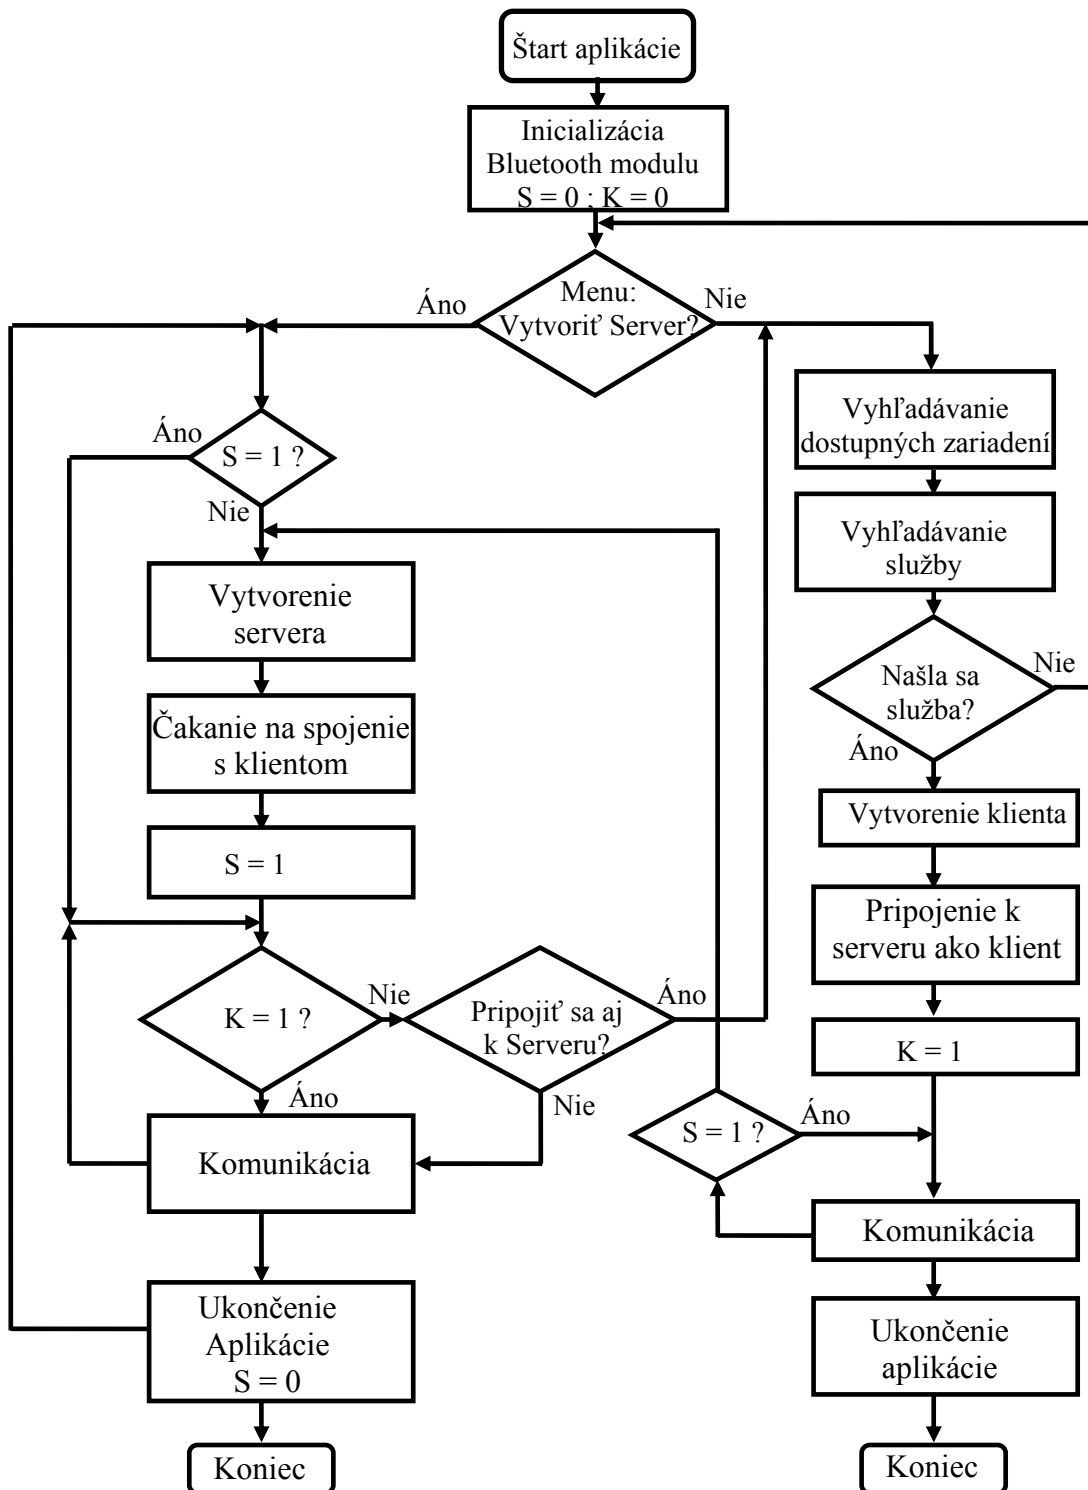 Štart aplikácie
Inicializácia
Bluetooth modulu
S = 0 ; K = 0
Menu:
Vytvoriť Server?
Áno
Nie
S = 1 ?
Áno
Nie
Vytvorenie
servera
Čakanie na spojenie
s klientom
S = 1
K = 1 ?
Nie
Áno
Pripojiť sa aj
k Serveru?
Áno
Nie
Komunikácia
Ukončenie
Aplikácie
S = 0
Koniec
Vyhľadávanie
dostupných zariadení
Vyhľadávanie
služby
Našla sa
služba?
Nie
Áno
Vytvorenie klienta
Pripojenie k
serveru ako klient
K = 1
S = 1 ?
Áno
Komunikácia
Ukončenie
aplikácie
Koniec